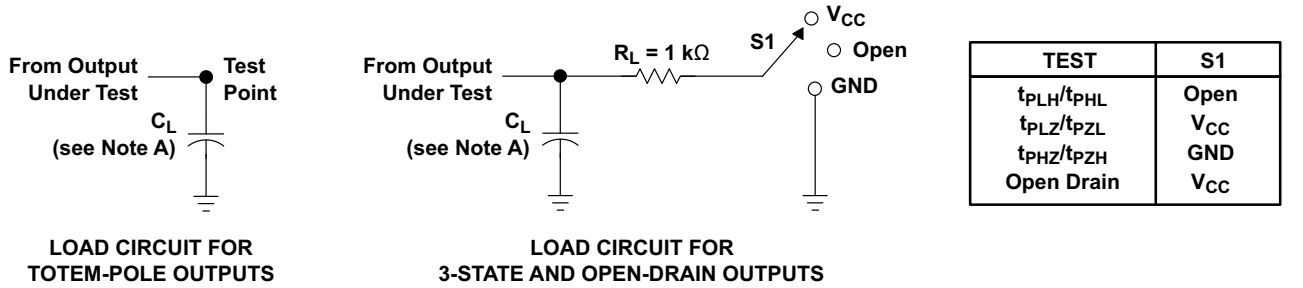 From Output
Under Test
Test
Point
C_L
(see Note A)
LOAD CIRCUIT FOR
TOTEM-POLE OUTPUTS
From Output
Under Test
R_L = 1 kΩ
S1
V_CC
Open
GND
C_L
(see Note A)
LOAD CIRCUIT FOR
3-STATE AND OPEN-DRAIN OUTPUTS
TEST S1
t_PLH/t_PHL Open
t_PLZ/t_PZL V_CC
t_PHZ/t_PZH GND
Open Drain V_CC